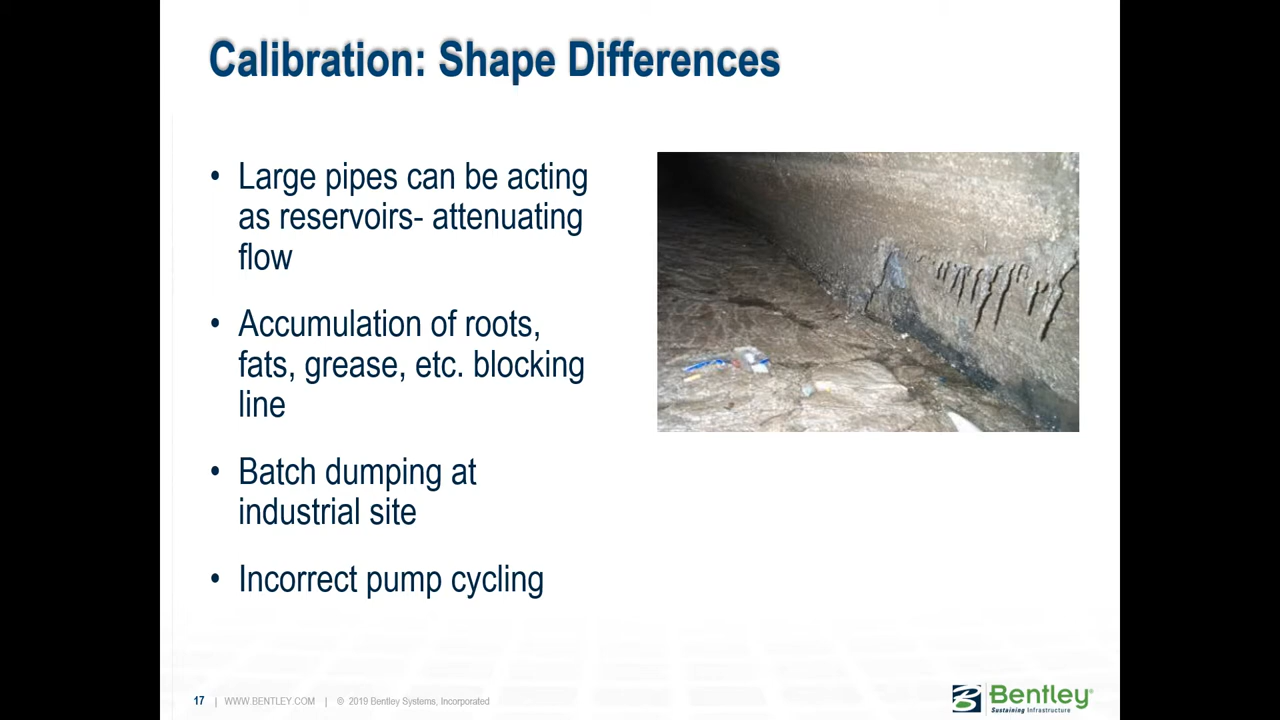 Calibration: Shape Differences
• Large pipes can be acting
as reservoirs- attenuating
flow
• Accumulation of roots,
fats, grease, etc. blocking
line
• Batch dumping at
industrial site
• Incorrect pump cycling
17 | WWW.BENTLEY.COM | © 2019 Bentley Systems, Incorporated
Bentley®
Sustaining Infrastructure